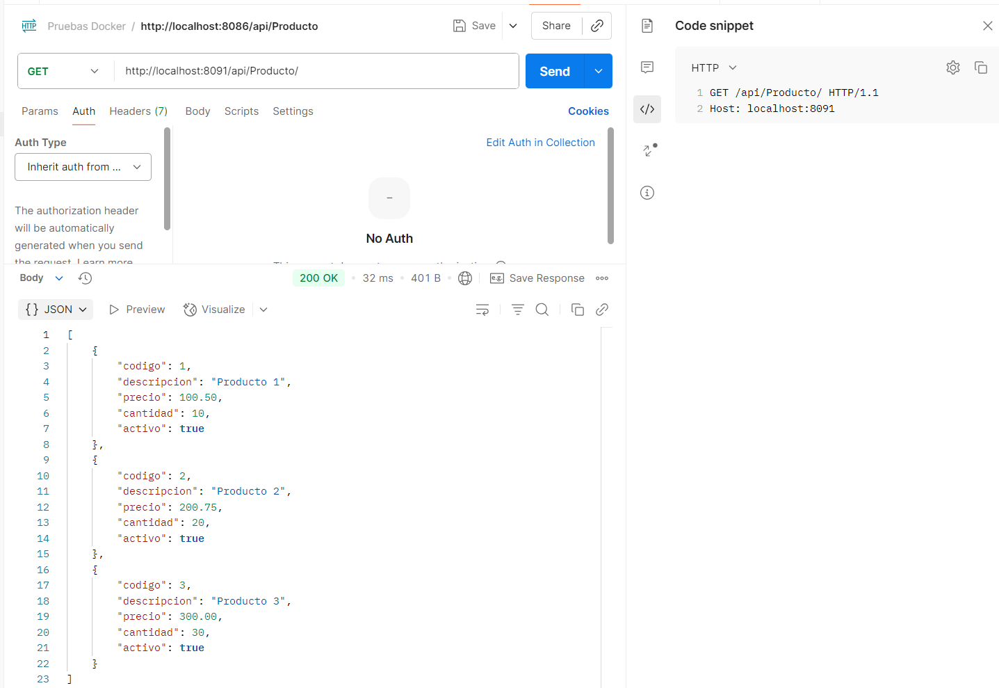 HTTP Pruebas Docker / http://localhost:8086/api/Producto Save Share
GET http://localhost:8091/api/Producto/ Send
Params Auth Headers (7) Body Scripts Settings Cookies
Auth Type
Inherit auth from ...
The authorization header
will be automatically
generated when you send
the request. Learn more
Edit Auth in Collection
–
No Auth
Body 200 OK • 32 ms • 401 B • e.g. Save Response
{} JSON Preview Visualize
1 [
2 {
3 "codigo": 1,
4 "descripcion": "Producto 1",
5 "precio": 100.50,
6 "cantidad": 10,
7 "activo": true
8 },
9 {
10 "codigo": 2,
11 "descripcion": "Producto 2",
12 "precio": 200.75,
13 "cantidad": 20,
14 "activo": true
15 },
16 {
17 "codigo": 3,
18 "descripcion": "Producto 3",
19 "precio": 300.00,
20 "cantidad": 30,
21 "activo": true
22 }
23 ]
Code snippet
HTTP
1 GET /api/Producto/ HTTP/1.1
2 Host: localhost:8091